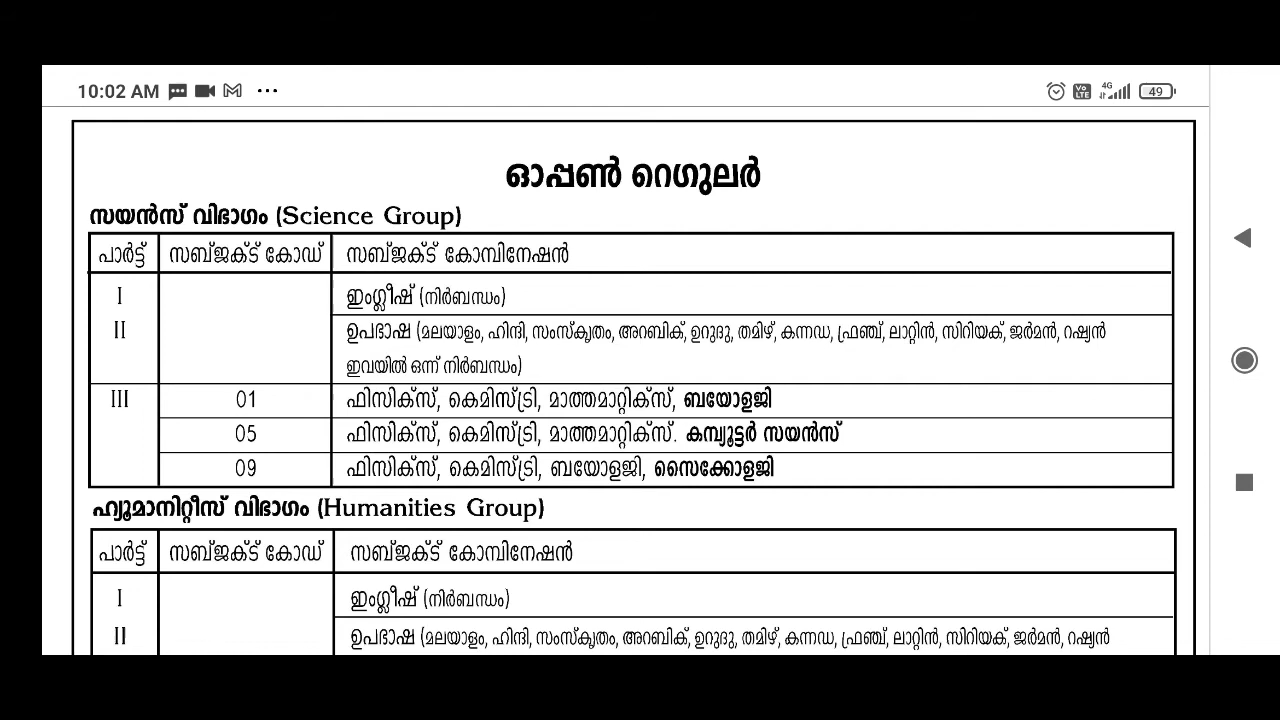 10:02 AM ... 4G Vo LTE 49
ഓപ്പൺ റെഗുലർ
സയൻസ് വിഭാഗം (Science Group)
പാർട്ട് സബ്ജക്ട് കോഡ് സബ്ജക്ട് കോമ്പിനേഷൻ
I ഇംഗ്ലീഷ് (നിർബന്ധം)
II ഉപഭാഷ (മലയാളം, ഹിന്ദി, സംസ്കൃതം, അറബിക്, ഉറുദു, തമിഴ്, കന്നഡ, ഫ്രഞ്ച്, ലാറ്റിൻ, സിറിയക്, ജർമൻ, റഷ്യൻ
ഇവയിൽ ഒന്ന് നിർബന്ധം)
III 01 ഫിസിക്സ്, കെമിസ്ട്രി, മാത്തമാറ്റിക്സ്, ബയോളജി
05 ഫിസിക്സ്, കെമിസ്ട്രി, മാത്തമാറ്റിക്സ്. കമ്പ്യൂട്ടർ സയൻസ്
09 ഫിസിക്സ്, കെമിസ്ട്രി, ബയോളജി, സൈക്കോളജി
ഹ്യൂമാനിറ്റീസ് വിഭാഗം (Humanities Group)
പാർട്ട് സബ്ജക്ട് കോഡ് സബ്ജക്ട് കോമ്പിനേഷൻ
I ഇംഗ്ലീഷ് (നിർബന്ധം)
II ഉപഭാഷ (മലയാളം, ഹിന്ദി, സംസ്കൃതം, അറബിക്, ഉറുദു, തമിഴ്, കന്നഡ, ഫ്രഞ്ച്, ലാറ്റിൻ, സിറിയക്, ജർമൻ, റഷ്യൻ